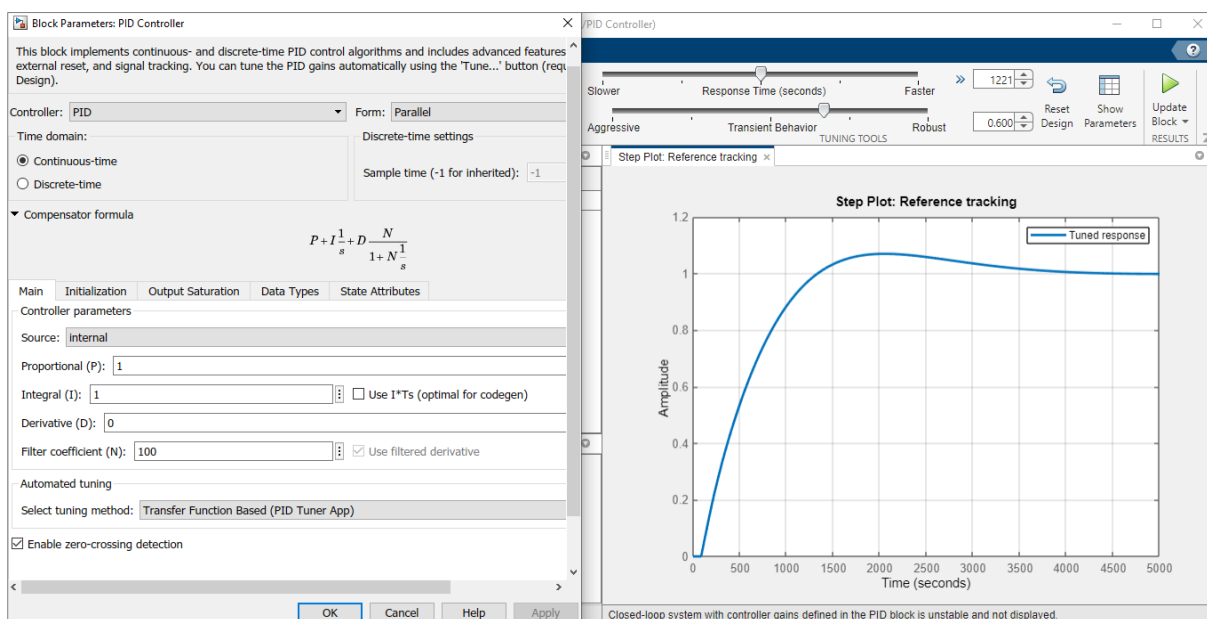 Block Parameters: PID Controller
This block implements continuous- and discrete-time PID control algorithms and includes advanced features
external reset, and signal tracking. You can tune the PID gains automatically using the 'Tune...' button (requ
Design).
Controller: PID
Form: Parallel
Time domain:
Continuous-time
Discrete-time
Discrete-time settings
Sample time (-1 for inherited): -1
Compensator formula
P + I 1/s + D N/(1 + N 1/s)
Main Initialization Output Saturation Data Types State Attributes
Controller parameters
Source: internal
Proportional (P): 1
Integral (I): 1
Use I*Ts (optimal for codegen)
Derivative (D): 0
Filter coefficient (N): 100
Use filtered derivative
Automated tuning
Select tuning method: Transfer Function Based (PID Tuner App)
Enable zero-crossing detection
OK Cancel Help Apply
/PID Controller)
Slower Response Time (seconds) Faster
1221
Aggressive Transient Behavior Robust
0.600
Reset
Design
Show
Parameters
Update
Block
TUNING TOOLS
RESULTS
Step Plot: Reference tracking
Step Plot: Reference tracking
Tuned response
Amplitude
1.2
1
0.8
0.6
0.4
0.2
0
0 500 1000 1500 2000 2500 3000 3500 4000 4500 5000
Time (seconds)
Closed-loop system with controller gains defined in the PID block is unstable and not displayed.